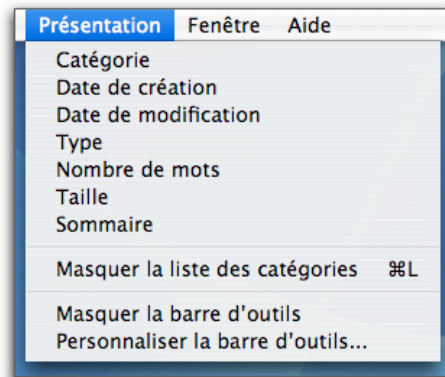 Présentation Fenêtre Aide
Catégorie
Date de création
Date de modification
Type
Nombre de mots
Taille
Sommaire
Masquer la liste des catégories ⌘L
Masquer la barre d'outils
Personnaliser la barre d'outils...